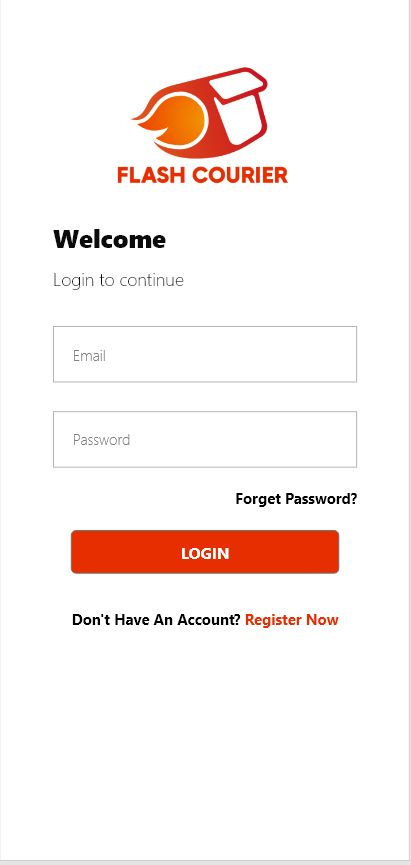 FLASH COURIER
Welcome
Login to continue
Email
Password
Forget Password?
LOGIN
Don't Have An Account? Register Now